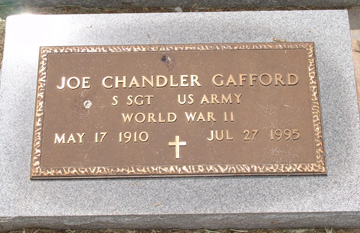 JOE CHANDLER GAFFORD
S SGT US ARMY
WORLD WAR II
MAY 17 1910 JUL 27 1995